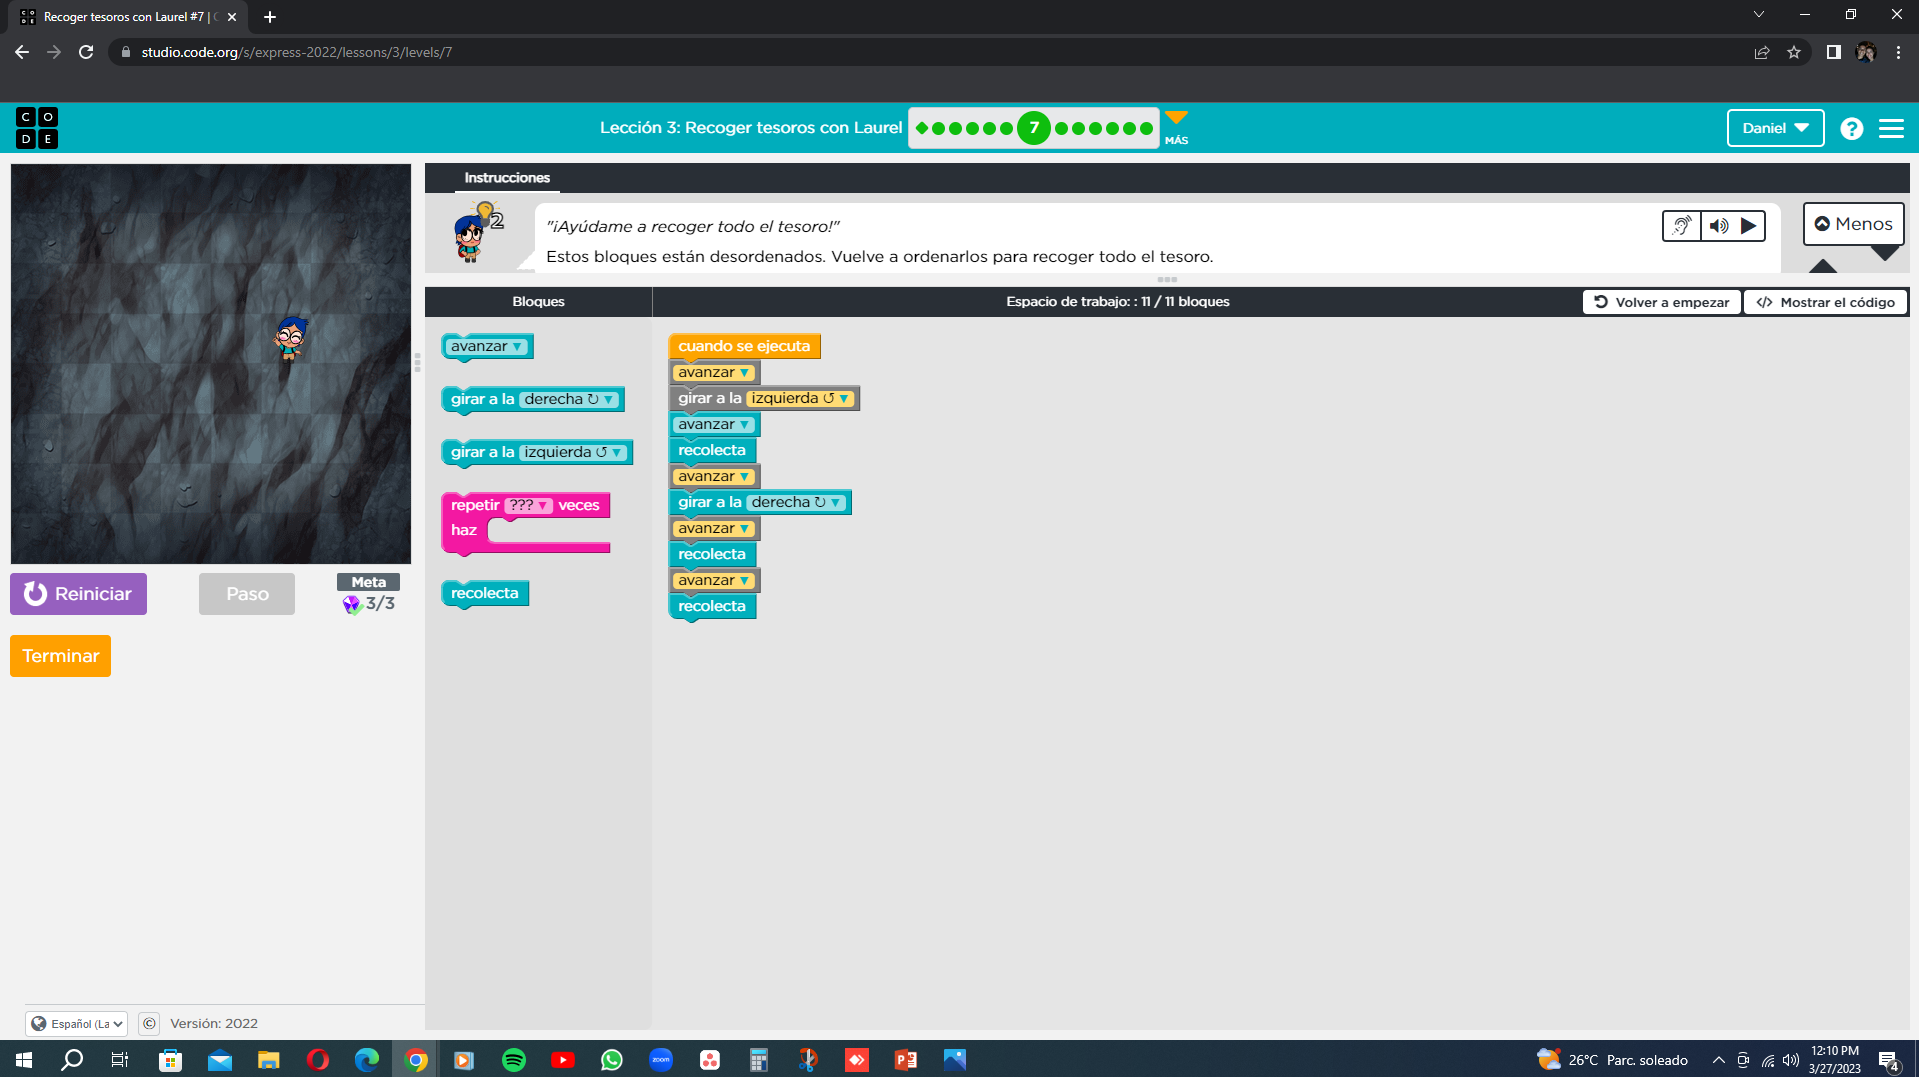 Recoger tesoros con Laurel #7 | C
studio.code.org/s/express-2022/lessons/3/levels/7
C O
D E
Lección 3: Recoger tesoros con Laurel
7
MÁS
Daniel
?
Instrucciones
2
"¡Ayúdame a recoger todo el tesoro!"
Estos bloques están desordenados. Vuelve a ordenarlos para recoger todo el tesoro.
Menos
Bloques
Espacio de trabajo: : 11 / 11 bloques
Volver a empezar
</> Mostrar el código
avanzar
girar a la derecha ↻
girar a la izquierda ↺
repetir ??? veces
haz
recolecta
cuando se ejecuta
avanzar
girar a la izquierda ↺
avanzar
recolecta
avanzar
girar a la derecha ↻
avanzar
recolecta
avanzar
recolecta
Reiniciar
Paso
Meta
3/3
Terminar
Español (La
©
Versión: 2022
zoom
26°C Parc. soleado
12:10 PM
3/27/2023
4